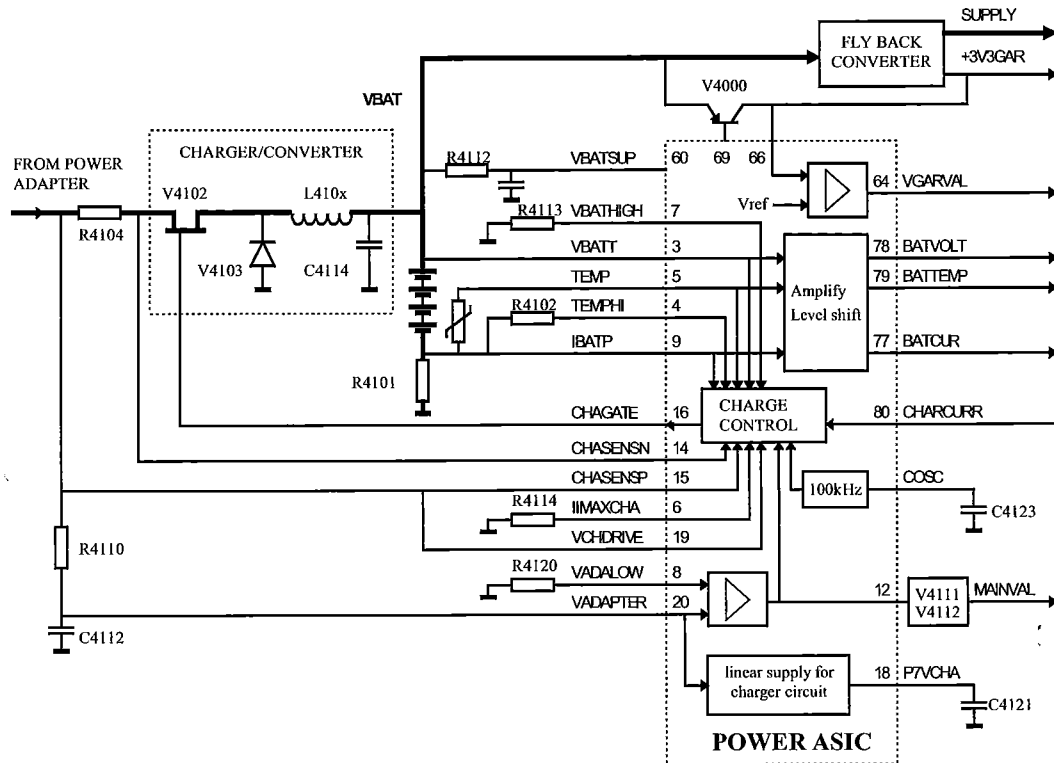 SUPPLY
FLY BACK
CONVERTER
+3V3GAR
V4000
VBAT
CHARGER/CONVERTER
FROM POWER
ADAPTER
V4102
L410x
R4104
V4103
C4114
R4112
VBATSUP
60
69
66
64
VGARVAL
Vref
R4113
VBATHIGH
7
VBATT
3
78
BATVOLT
TEMP
5
79
BATTEMP
Amplify
Level shift
R4102
TEMPHI
4
IBATP
9
77
BATCUR
R4101
CHAGATE
16
CHARGE
CONTROL
80
CHARCURR
CHASENSN
14
CHASENSP
15
100kHz
COSC
C4123
R4114
IIMAXCHA
6
VCHDRIVE
19
R4110
R4120
VADALOW
8
VADAPTER
20
12
V4111
V4112
MAINVAL
C4112
linear supply for
charger circuit
18
P7VCHA
C4121
POWER ASIC